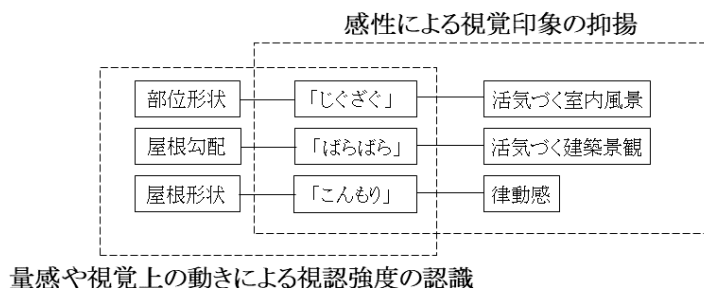 感性による視覚印象の抑揚
部位形状 「じぐざぐ」 活気づく室内風景
屋根勾配 「ばらばら」 活気づく建築景観
屋根形状 「こんもり」 律動感
量感や視覚上の動きによる視認強度の認識